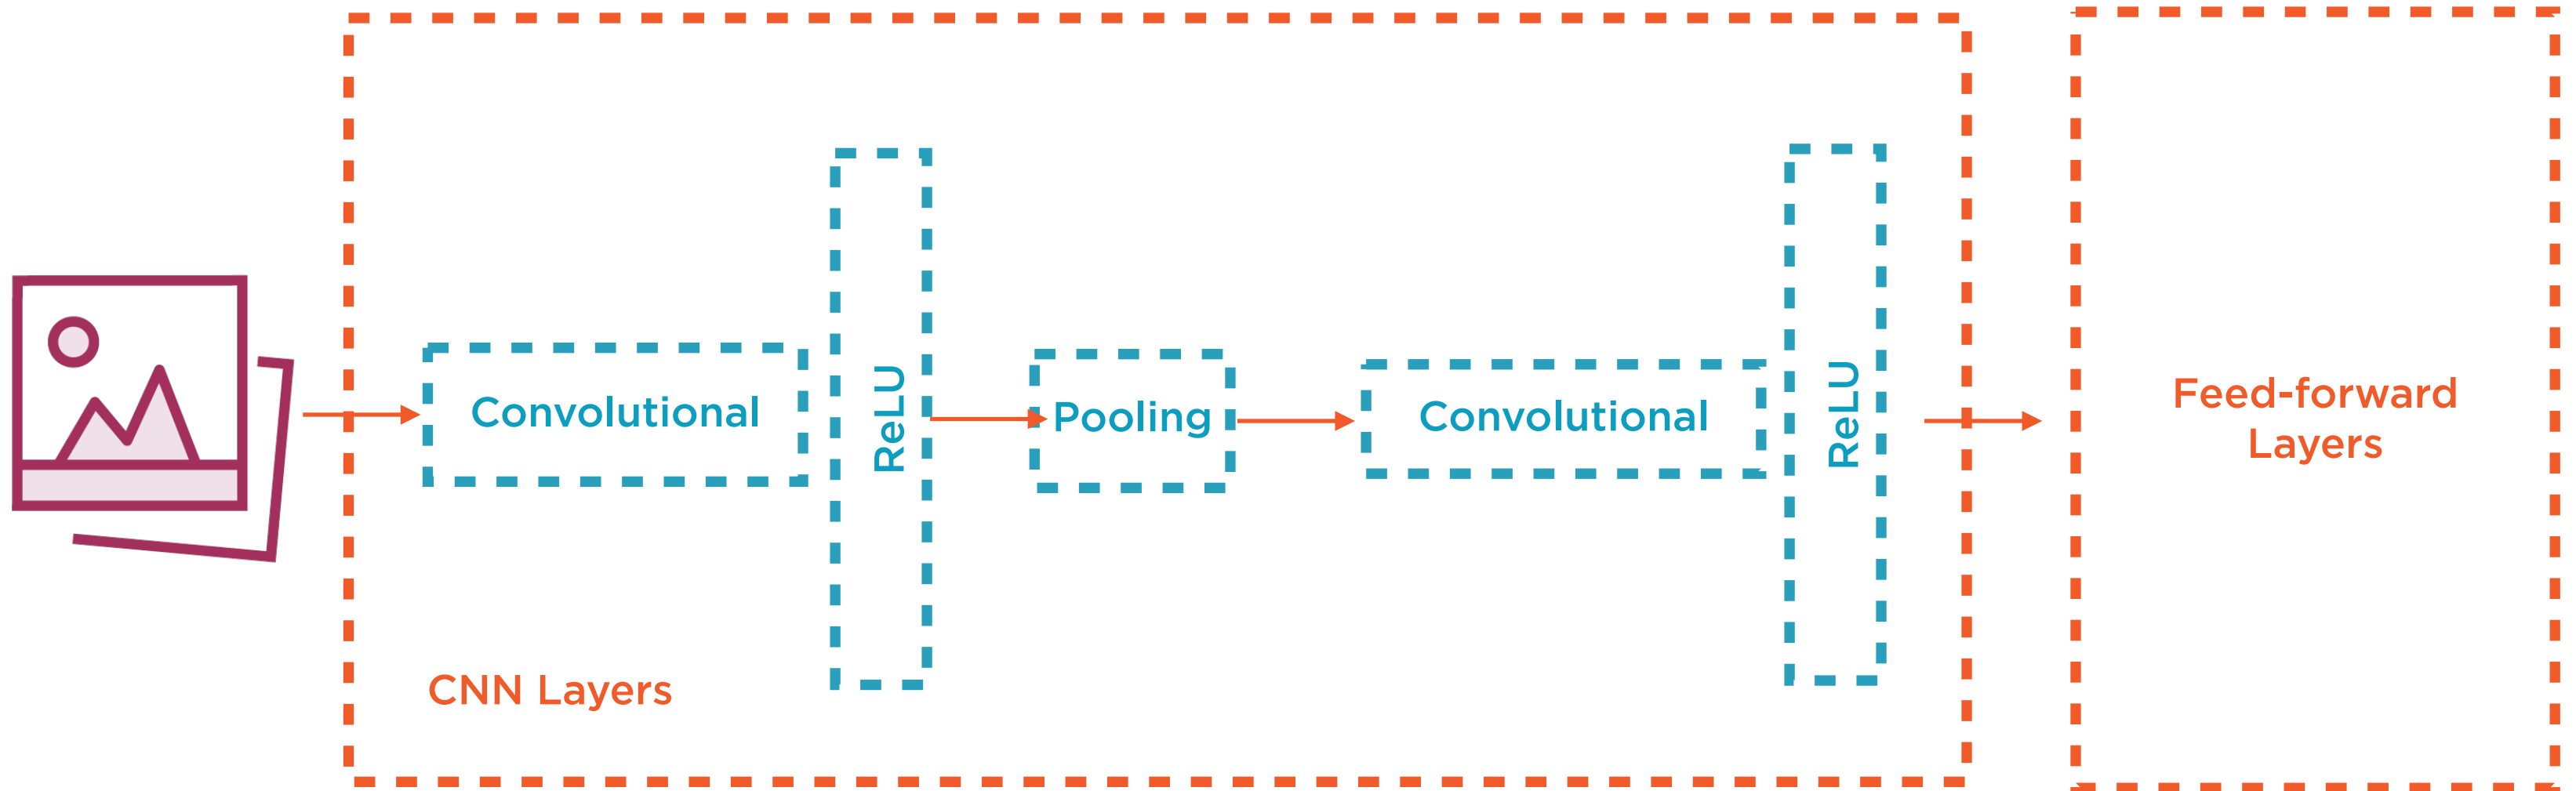 Convolutional
ReLU
Pooling
Convolutional
ReLU
CNN Layers
Feed-forward
Layers